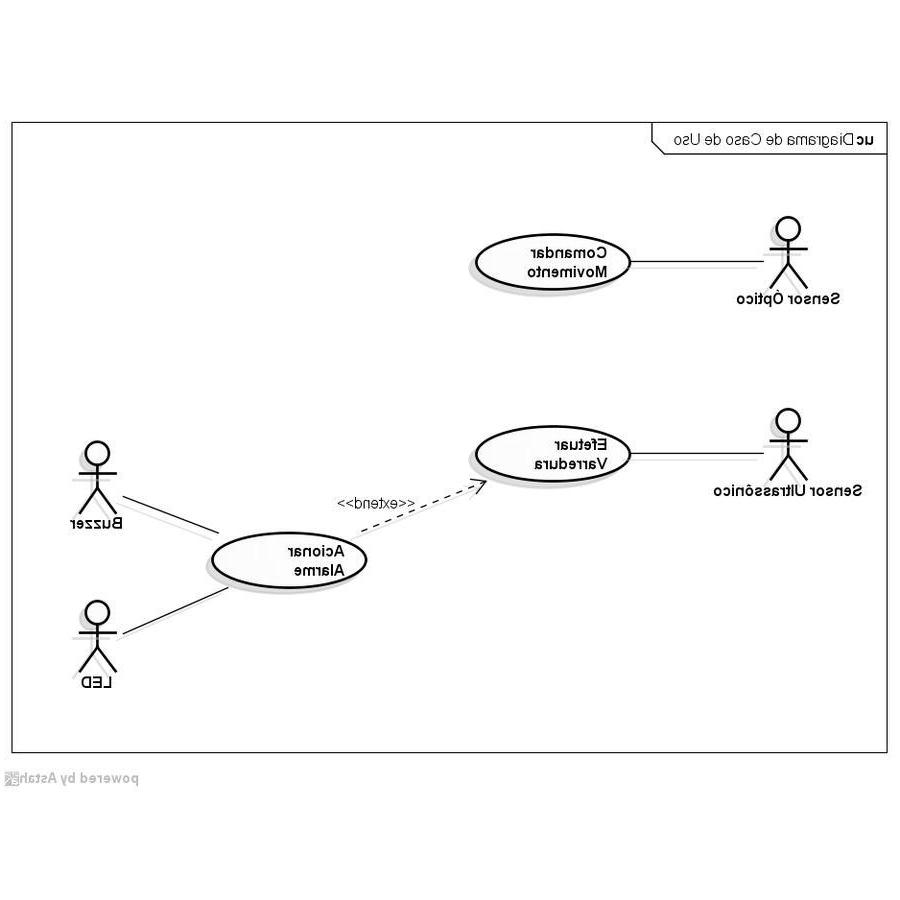 uc Diagrama de Caso de Uso
Comandar
Movimento
Sensor Óptico
Efetuar
Varredura
Sensor Ultrassônico
<<extend>>
Buzzer
Acionar
Alarme
LED
powered by Astah